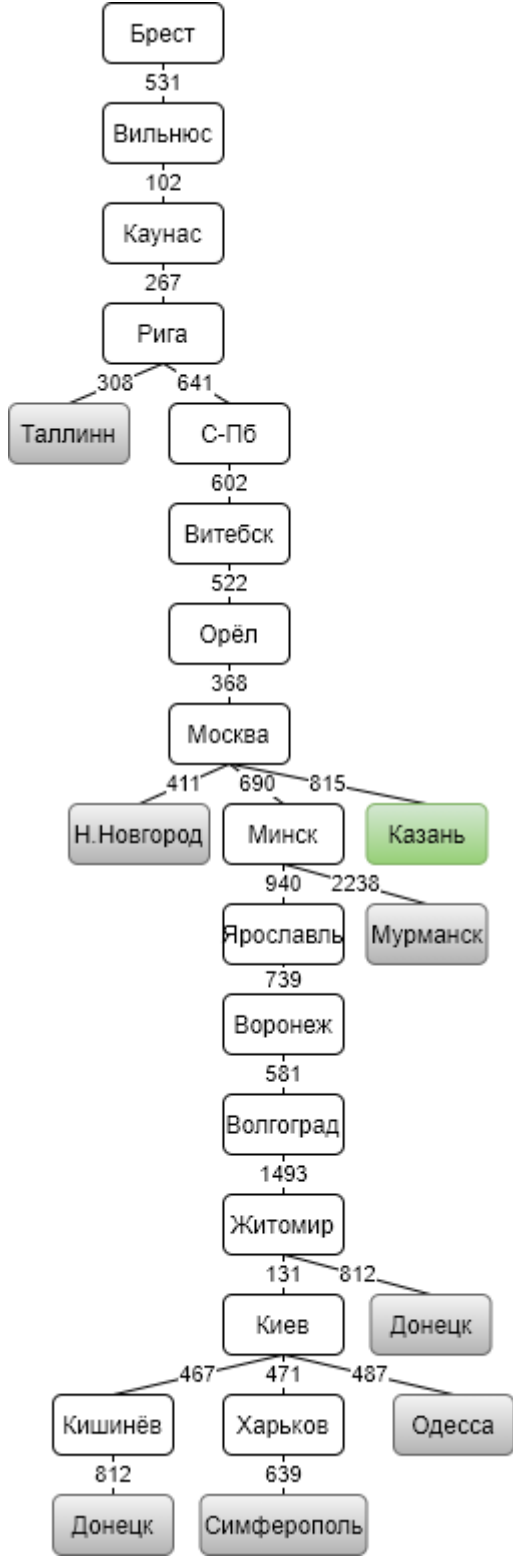 Брест
531
Вильнюс
102
Каунас
267
Рига
308 641
Таллинн С-Пб
602
Витебск
522
Орёл
368
Москва
411 690 815
Н.Новгород Минск Казань
940 2238
Ярославль Мурманск
739
Воронеж
581
Волгоград
1493
Житомир
131 812
Киев Донецк
467 471 487
Кишинёв Харьков Одесса
812 639
Донецк Симферополь